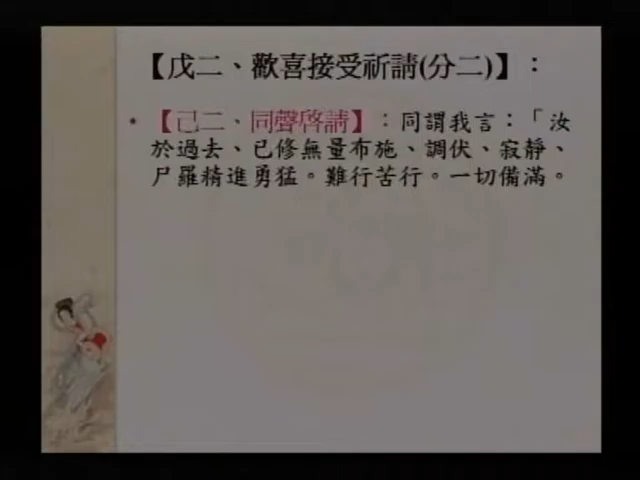 【戊二、歡喜接受祈請(分二)】：
• 【己二、同聲啓請】：同謂我言：「汝
於過去、已修無量布施、調伏、寂靜、
尸羅精進勇猛。難行苦行。一切備滿。